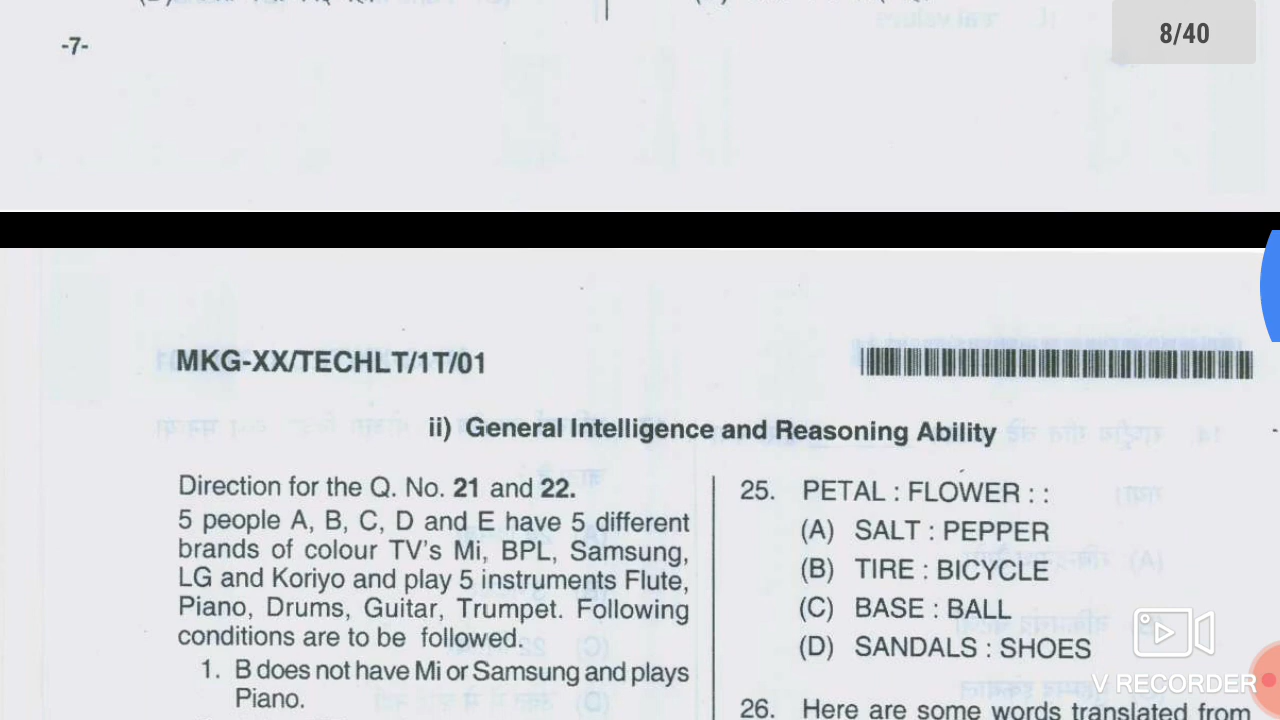 8/40
-7-
MKG-XX/TECHLT/1T/01
ii) General Intelligence and Reasoning Ability
Direction for the Q. No. 21 and 22.
5 people A, B, C, D and E have 5 different
brands of colour TV's Mi, BPL, Samsung,
LG and Koriyo and play 5 instruments Flute,
Piano, Drums, Guitar, Trumpet. Following
conditions are to be followed.
1. B does not have Mi or Samsung and plays
Piano.
25. PETAL : FLOWER : :
(A) SALT : PEPPER
(B) TIRE : BICYCLE
(C) BASE : BALL
(D) SANDALS : SHOES
26. Here are some words translated from
V RECORDER